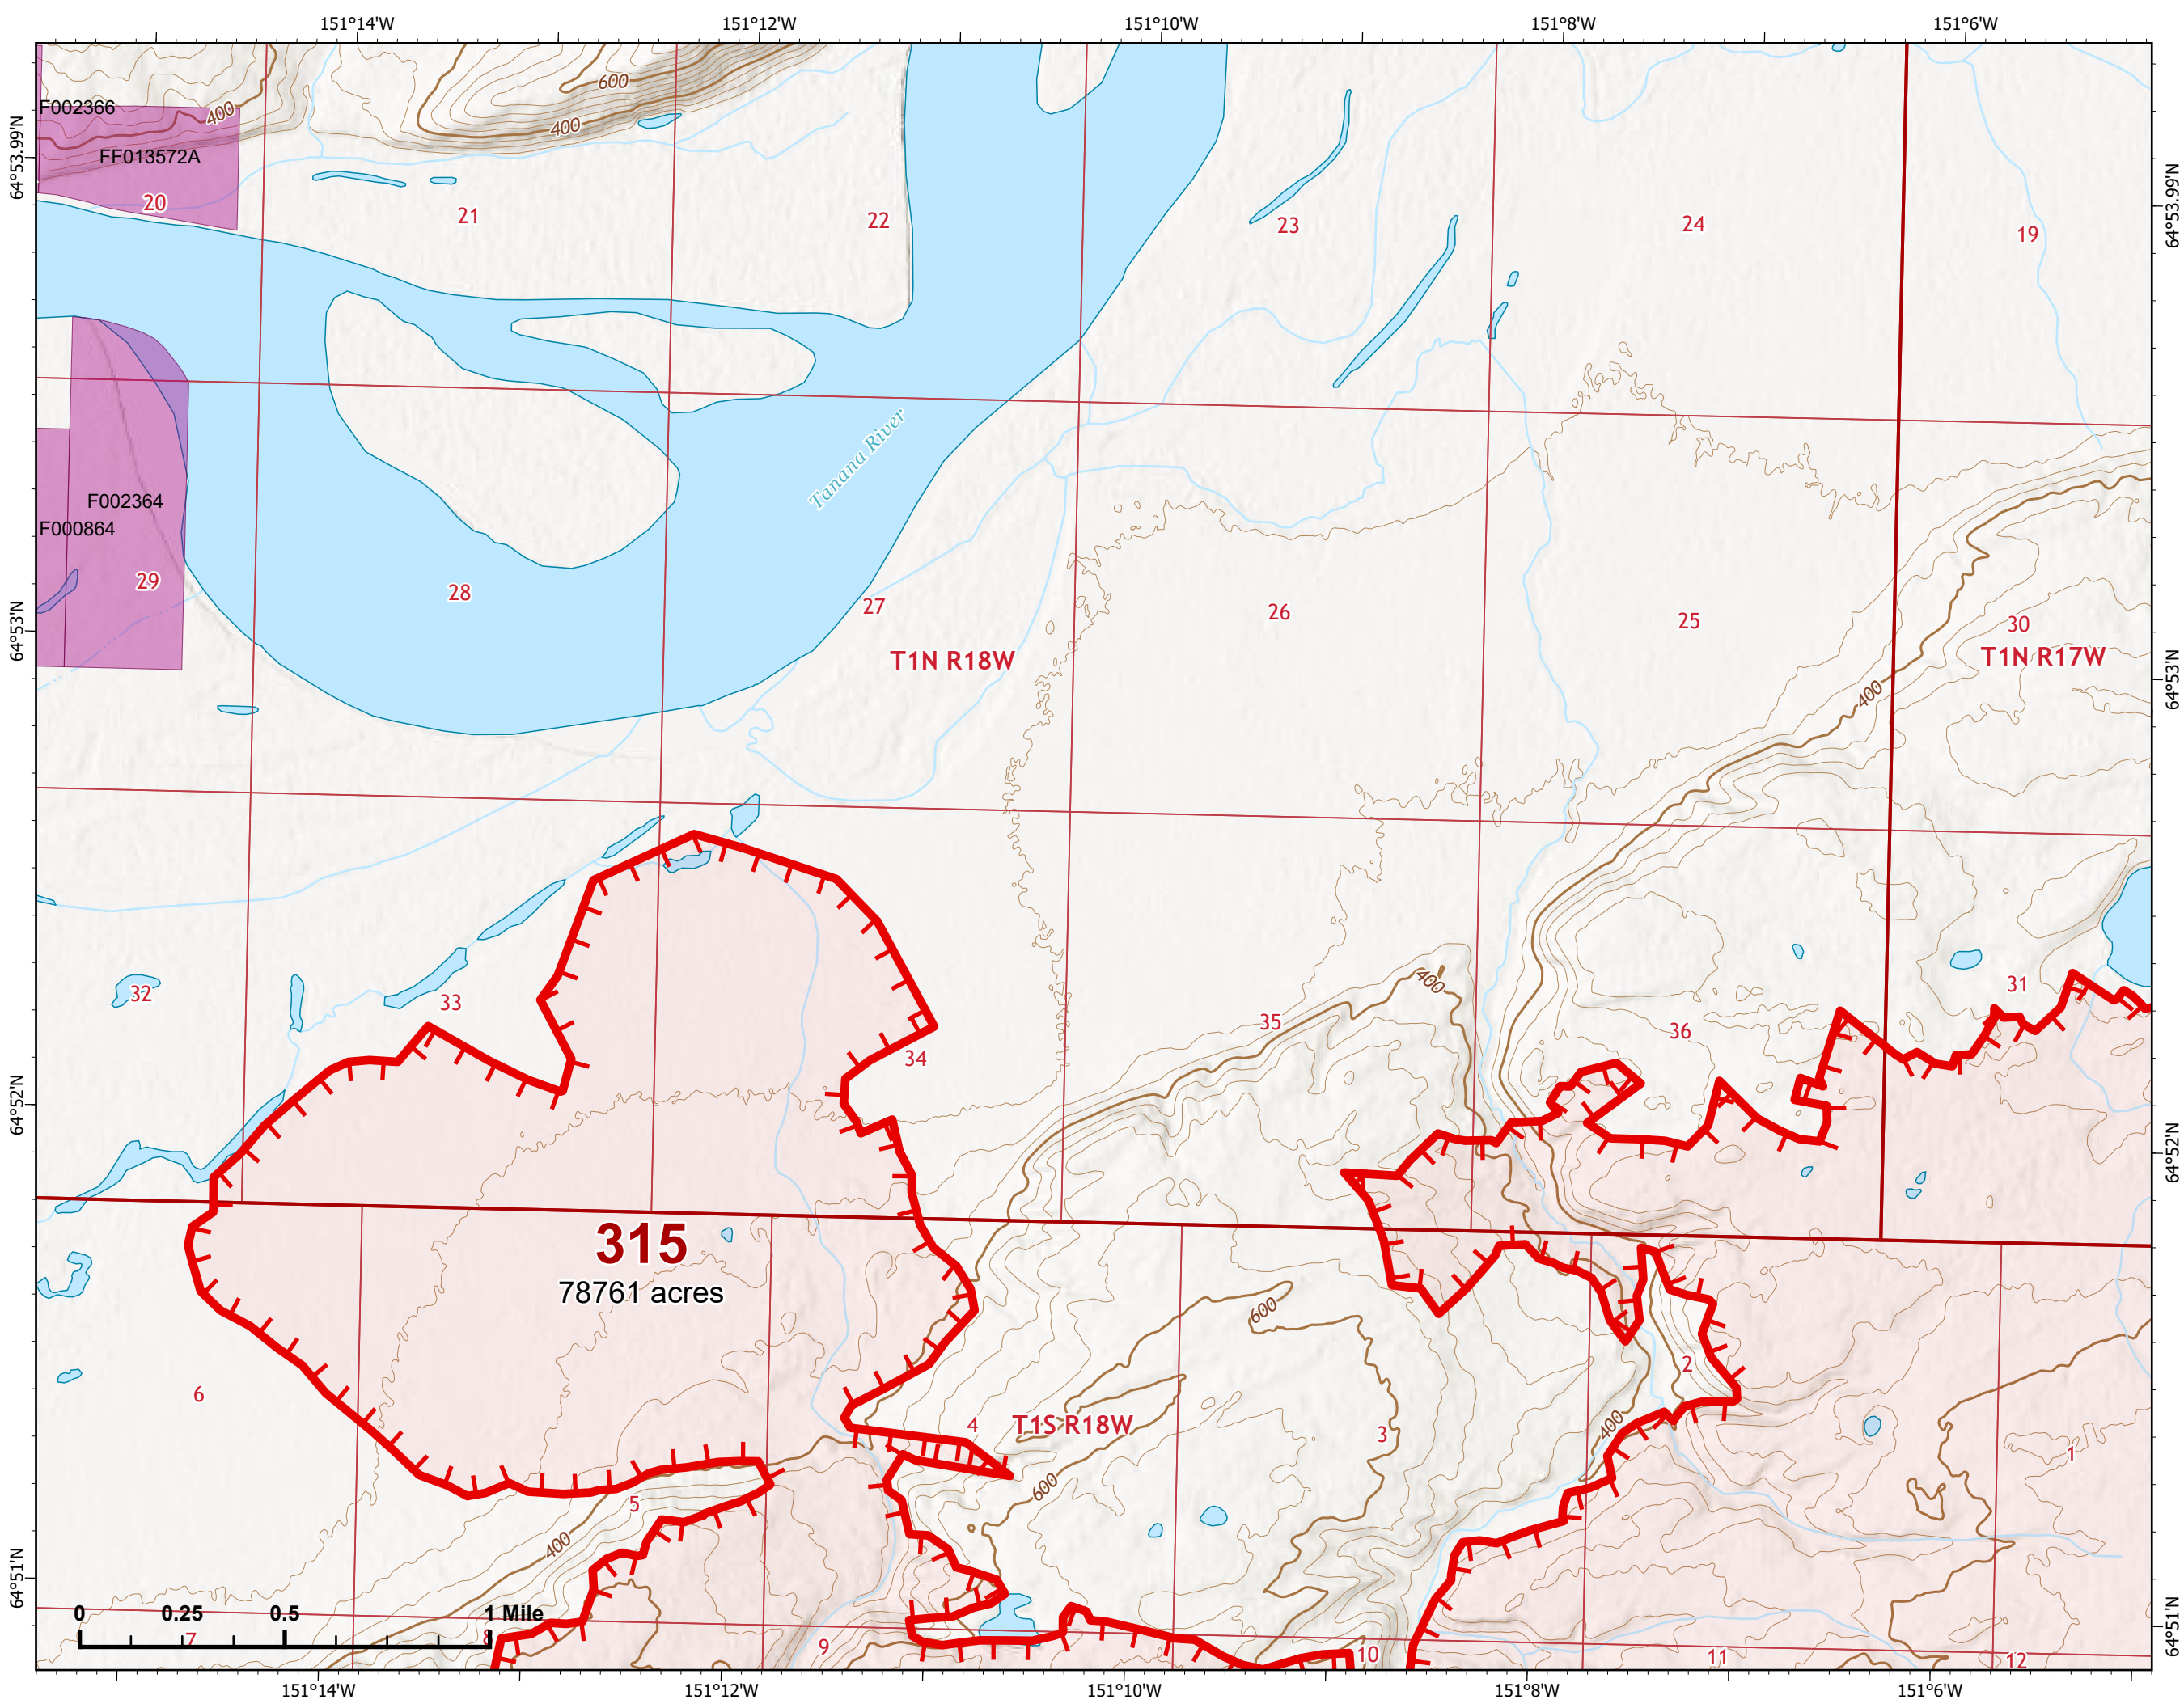 151°14'W 151°12'W 151°10'W 151°8'W 151°6'W
600
F002366
400
400
64°53.99'N
FF013572A
64°53.99'N
20
21
22
23
24
19
Tanana River
F002364
F000864
29
28
27
26
25
30
64°53'N
T1N R18W
T1N R17W
64°53'N
400
400
32
33
31
35
36
34
64°52'N
64°52'N
315
78761 acres
600
2
6
4
T1S R18W
3
400
1
600
5
400
64°51'N
64°51'N
0 0.25 0.5 1 Mile
7
8
9
10
11
12
151°14'W 151°12'W 151°10'W 151°8'W 151°6'W